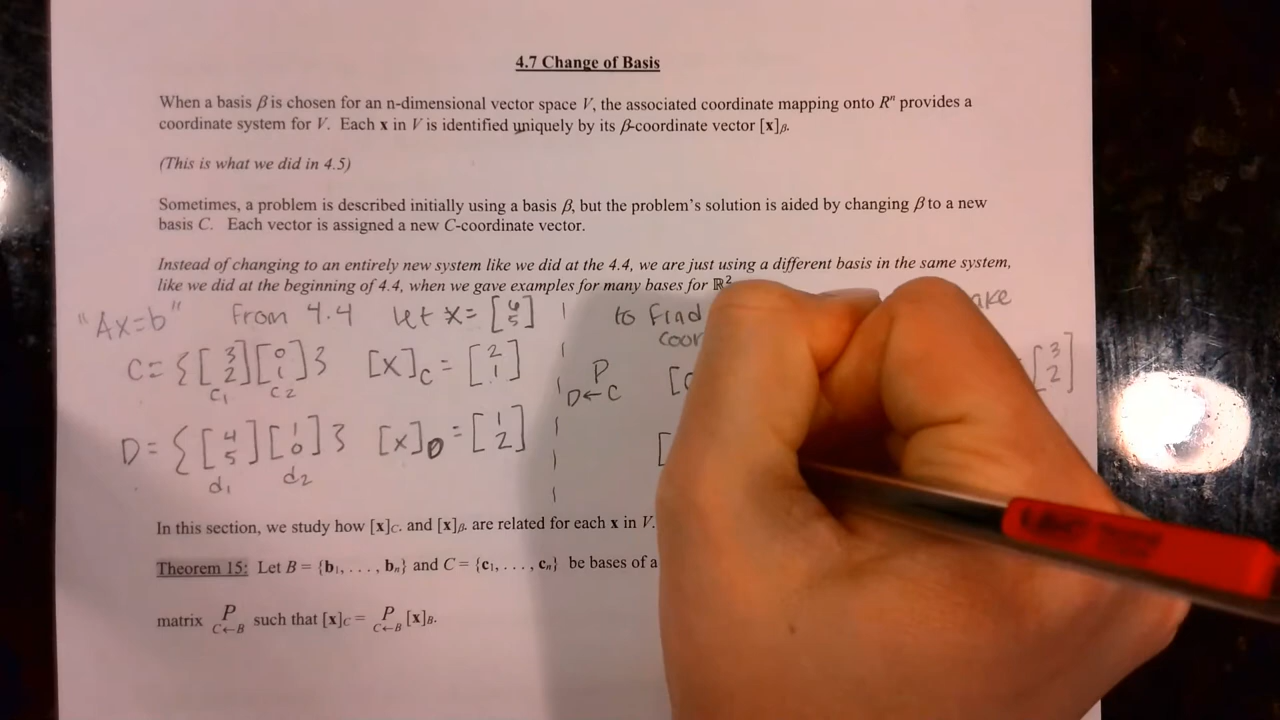 4.7 Change of Basis
When a basis β is chosen for an n-dimensional vector space V, the associated coordinate mapping onto Rⁿ provides a
coordinate system for V. Each x in V is identified uniquely by its β-coordinate vector [x]β.
(This is what we did in 4.5)
Sometimes, a problem is described initially using a basis β, but the problem's solution is aided by changing β to a new
basis C. Each vector is assigned a new C-coordinate vector.
Instead of changing to an entirely new system like we did at the 4.4, we are just using a different basis in the same system,
like we did at the beginning of 4.4, when we gave examples for many bases for ℝ²
"Ax=b" From 4.4 let x = [6 5] to find
C = {[3 2][0 1]} [x]C = [2 1] P D←C [3 2]
c₁ c₂
D = {[4 5][1 0]} [x]D = [1 2]
d₁ d₂
In this section, we study how [x]C. and [x]β. are related for each x in V.
Theorem 15: Let B = {b₁, . . . , bₙ} and C = {c₁, . . . , cₙ} be bases of a
matrix P C←B such that [x]C = P C←B [x]B.